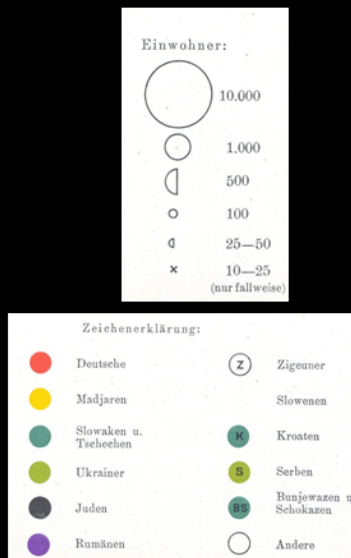 Einwohner:
10.000
1.000
500
100
25—50
10—25
(nur fallweise)
Zeichenerklärung:
Deutsche
Z Zigeuner
Madjaren
Slowenen
Slowaken u.
Tschechen
K Kroaten
Ukrainer
S Serben
Juden
BS Bunjewazen u
Schokazen
Rumänen
Andere